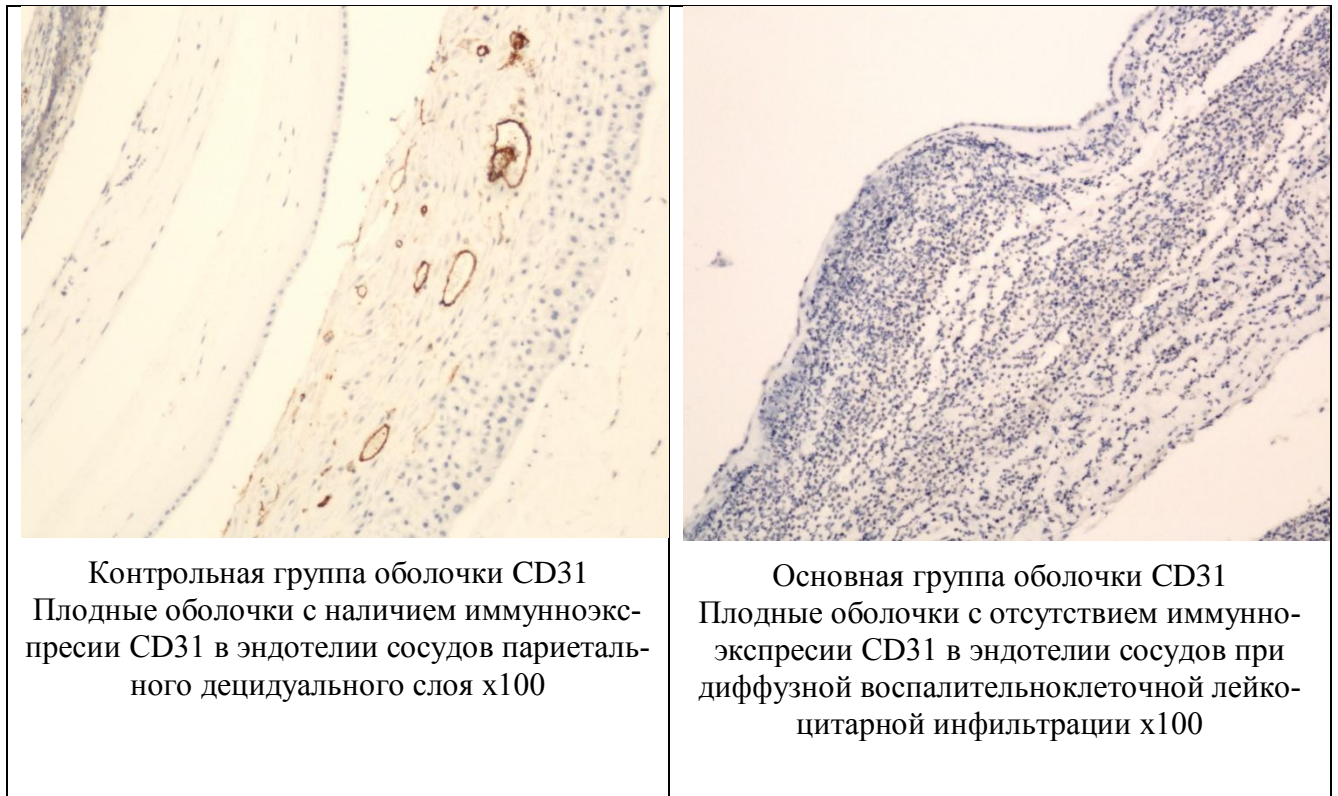 Контрольная группа оболочки CD31
Плодные оболочки с наличием иммунноэкс-
пресии CD31 в эндотелии сосудов париеталь-
ного децидуального слоя х100
Основная группа оболочки CD31
Плодные оболочки с отсутствием иммунно-
экспресии CD31 в эндотелии сосудов при
диффузной воспалительноклеточной лейко-
цитарной инфильтрации х100